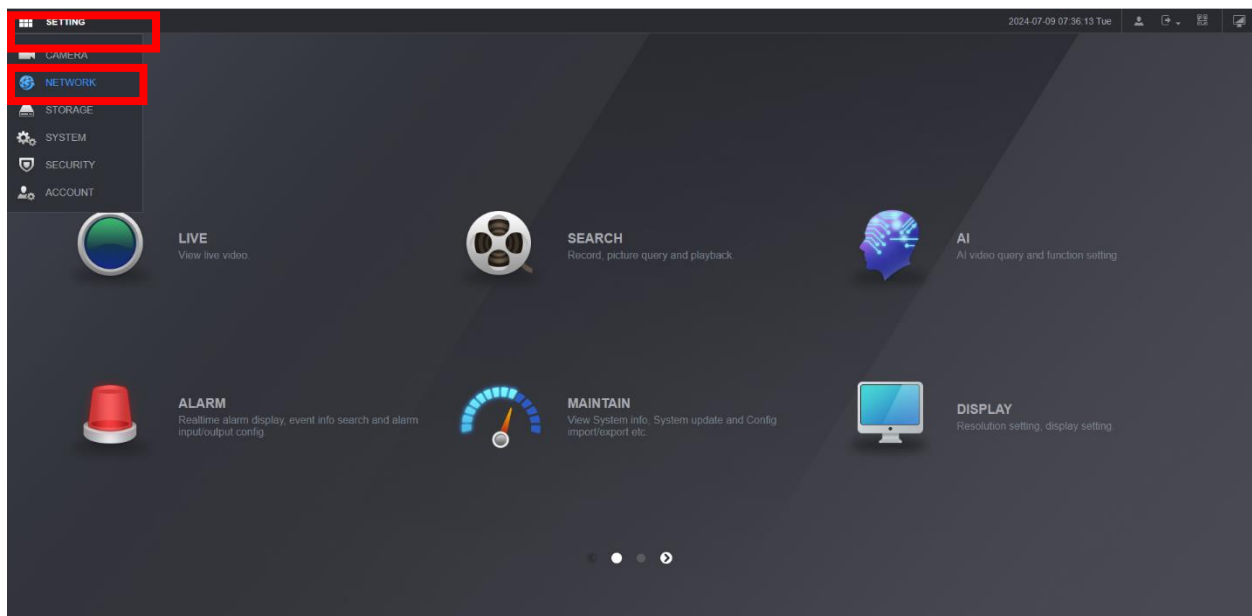 SETTING
2024-07-09 07:36:13 Tue
CAMERA
NETWORK
STORAGE
SYSTEM
SECURITY
ACCOUNT
LIVE
View live video.
SEARCH
Record, picture query and playback.
AI
AI video query and function setting
ALARM
Realtime alarm display, event info search and alarm
input/output config.
MAINTAIN
View System info, System update and Config
import/export etc.
DISPLAY
Resolution setting, display setting.